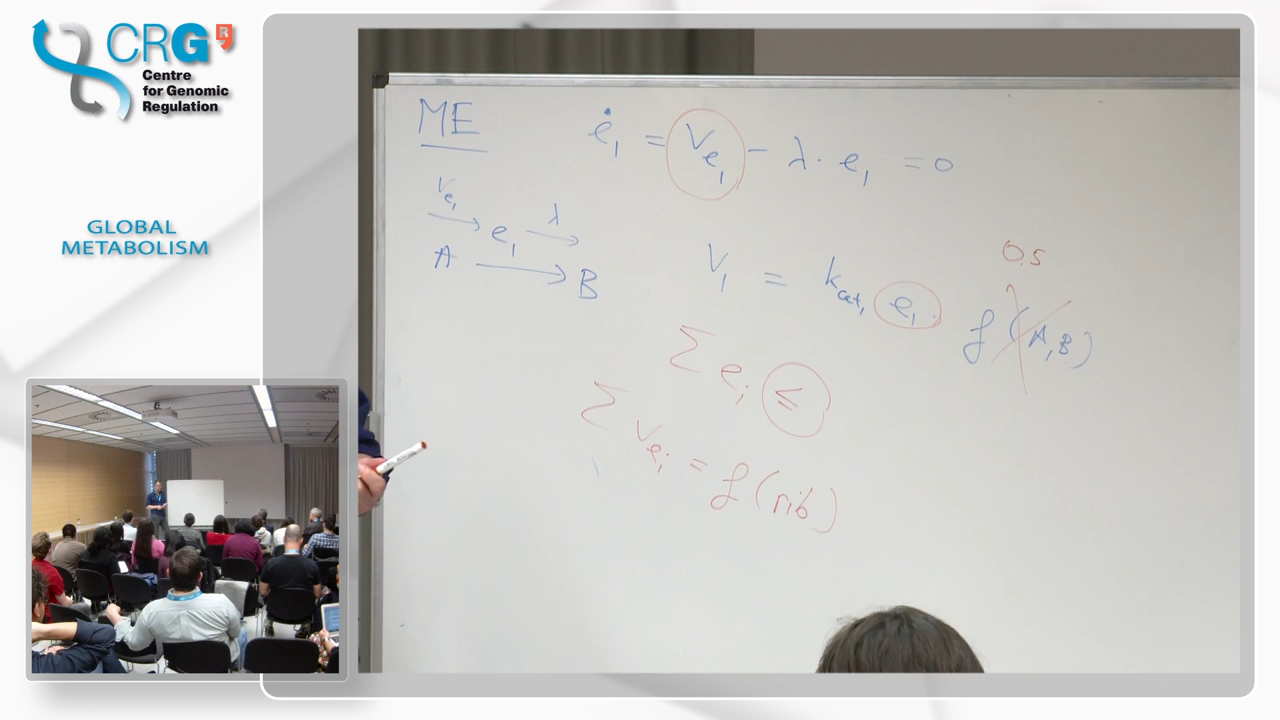 CRG
Centre
for Genomic
Regulation
GLOBAL
METABOLISM
ME
ė₁ = Vₑ₁ − λ · e₁ = 0
Vₑ₁ e₁ λ
A → B
V₁ = kcat₁ e₁ · f(A,B)
0.5
Σ eᵢ ≤
Σ Vₑᵢ = f(rib)